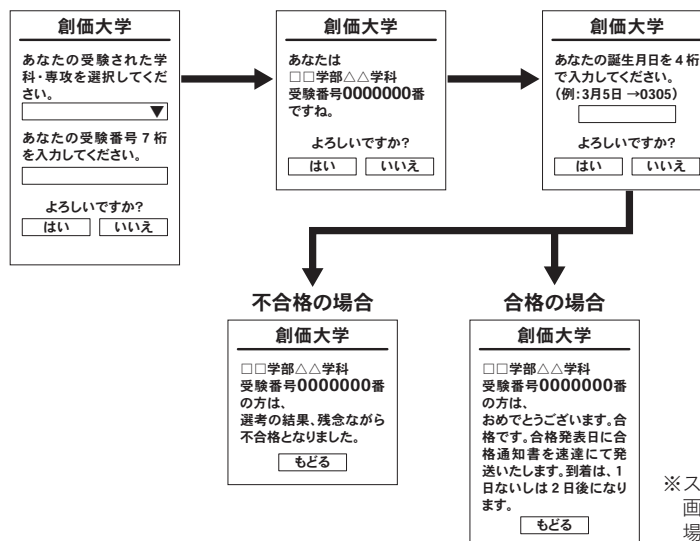 創価大学
あなたの受験された学
科・専攻を選択してくだ
さい。
▼
あなたの受験番号7桁
を入力してください。
よろしいですか?
はい いいえ
創価大学
あなたは
□□学部△△学科
受験番号0000000番
ですね。
よろしいですか?
はい いいえ
創価大学
あなたの誕生月日を4桁
で入力してください。
(例:3月5日→0305)
よろしいですか?
はい いいえ
不合格の場合
創価大学
□□学部△△学科
受験番号0000000番
の方は、
選考の結果、残念ながら
不合格となりました。
もどる
合格の場合
創価大学
□□学部△△学科
受験番号0000000番
の方は、
おめでとうございます。合
格です。合格発表日に合
格通知書を速達にて発
送いたします。到着は、1
日ないしは2日後になり
ます。
もどる
※ス
画
場